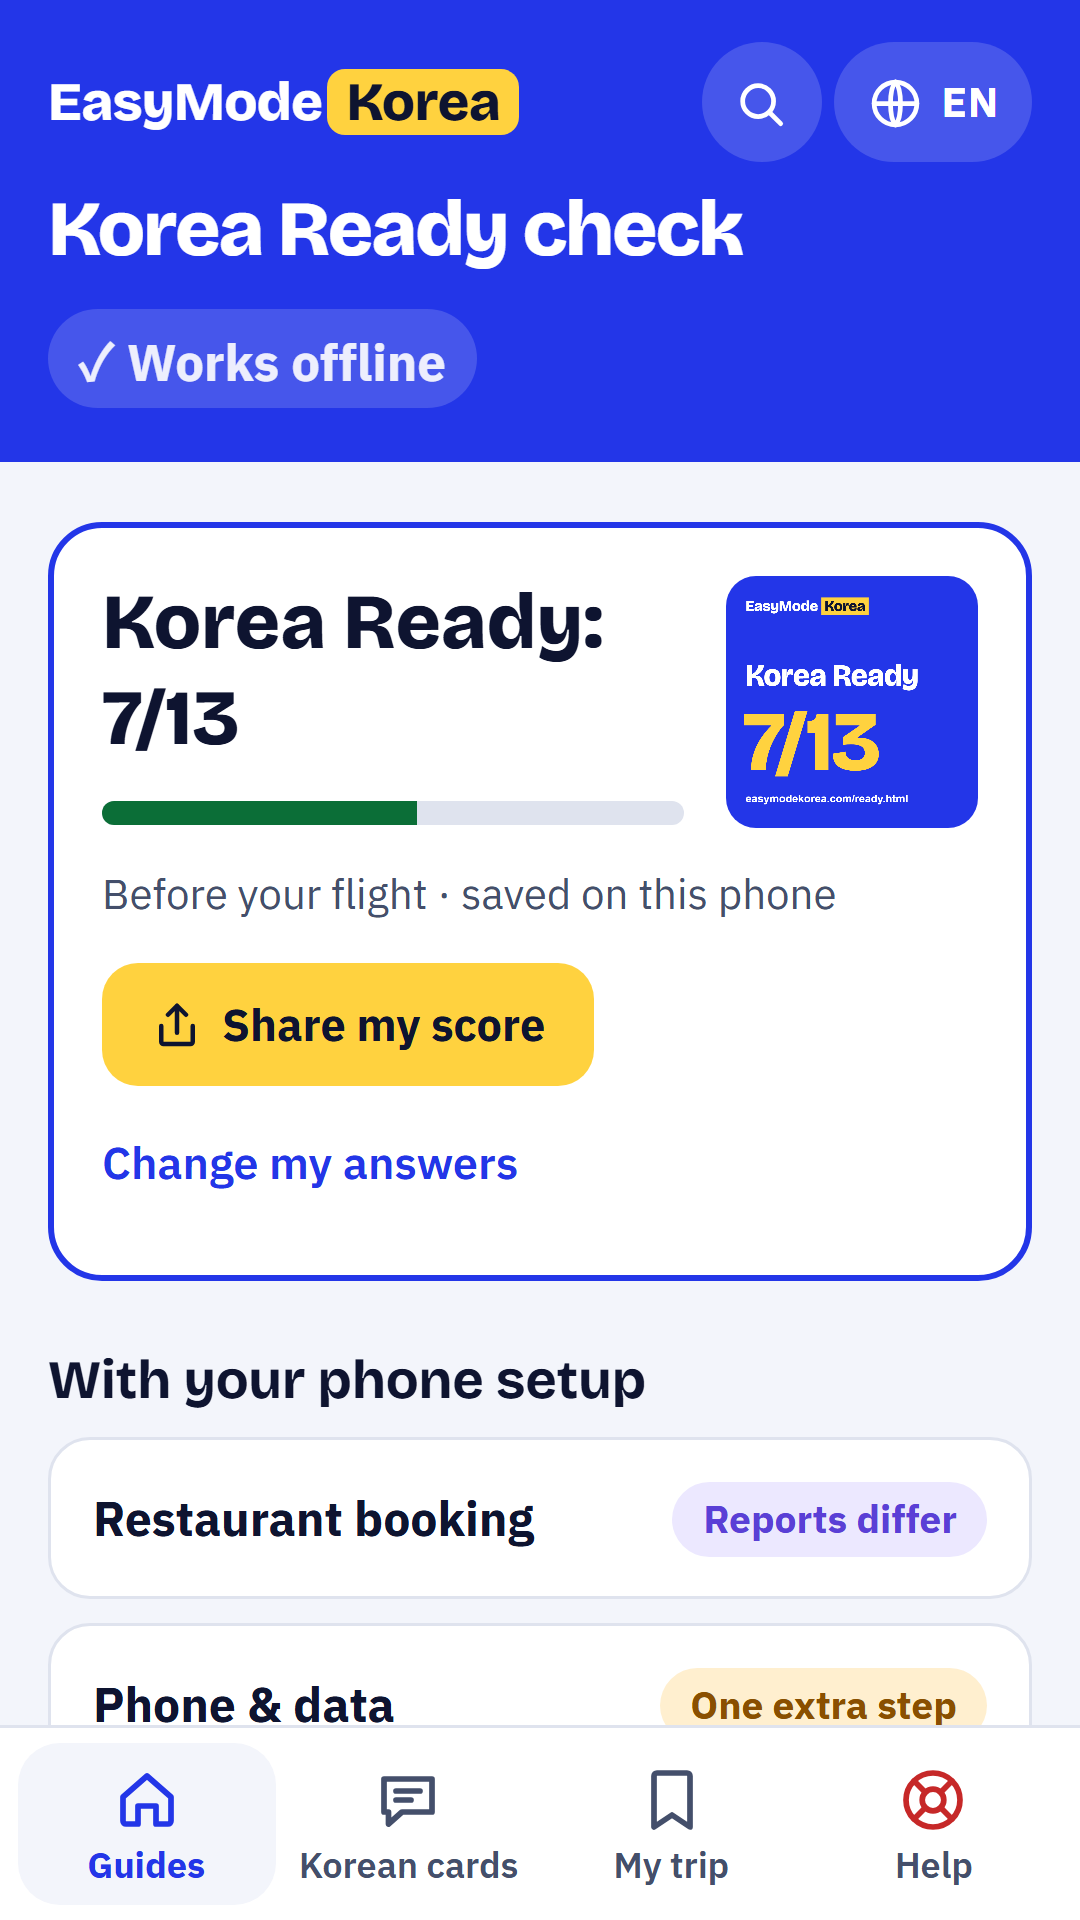 EasyMode Korea
EN
Korea Ready check
✓ Works offline
Korea Ready:
7/13
EasyMode Korea
Korea Ready
7/13
easymodekorea.com/ready.html
Before your flight · saved on this phone
Share my score
Change my answers
With your phone setup
Restaurant booking
Reports differ
Phone & data
One extra step
Guides
Korean cards
My trip
Help